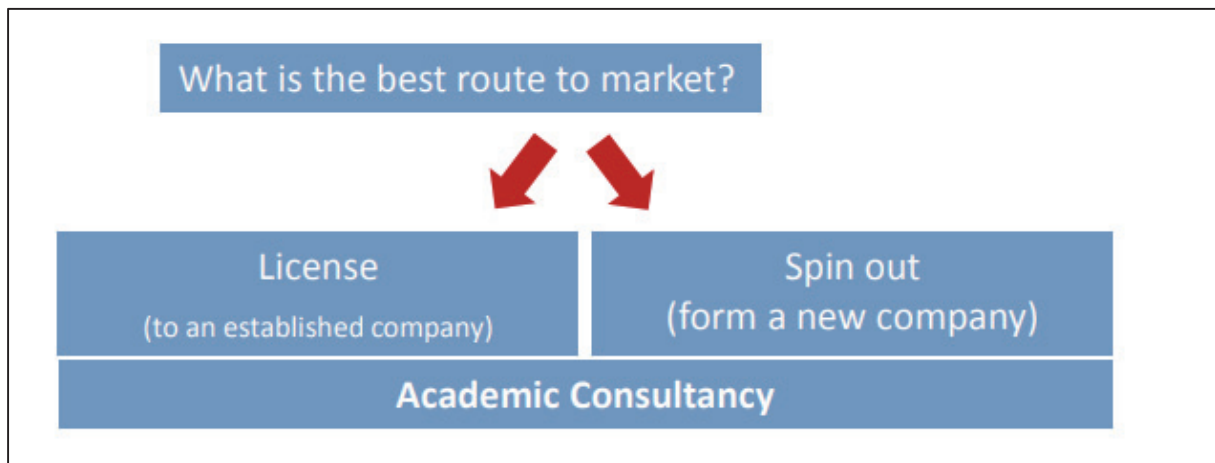 What is the best route to market?
License
(to an established company)
Spin out
(form a new company)
Academic Consultancy